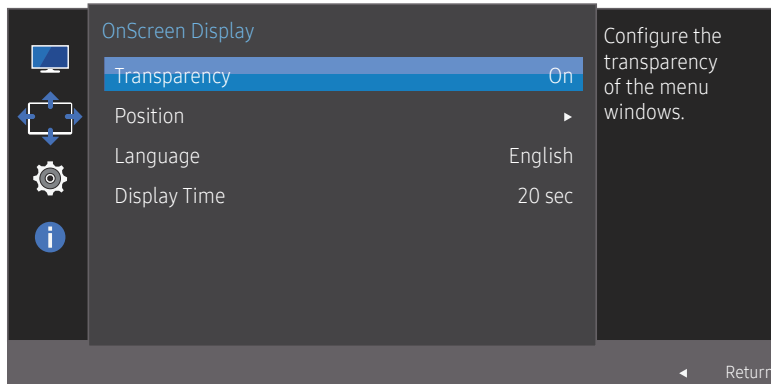 OnScreen Display
Transparency On
Position
Language English
Display Time 20 sec
Configure the
transparency
of the menu
windows.
Return